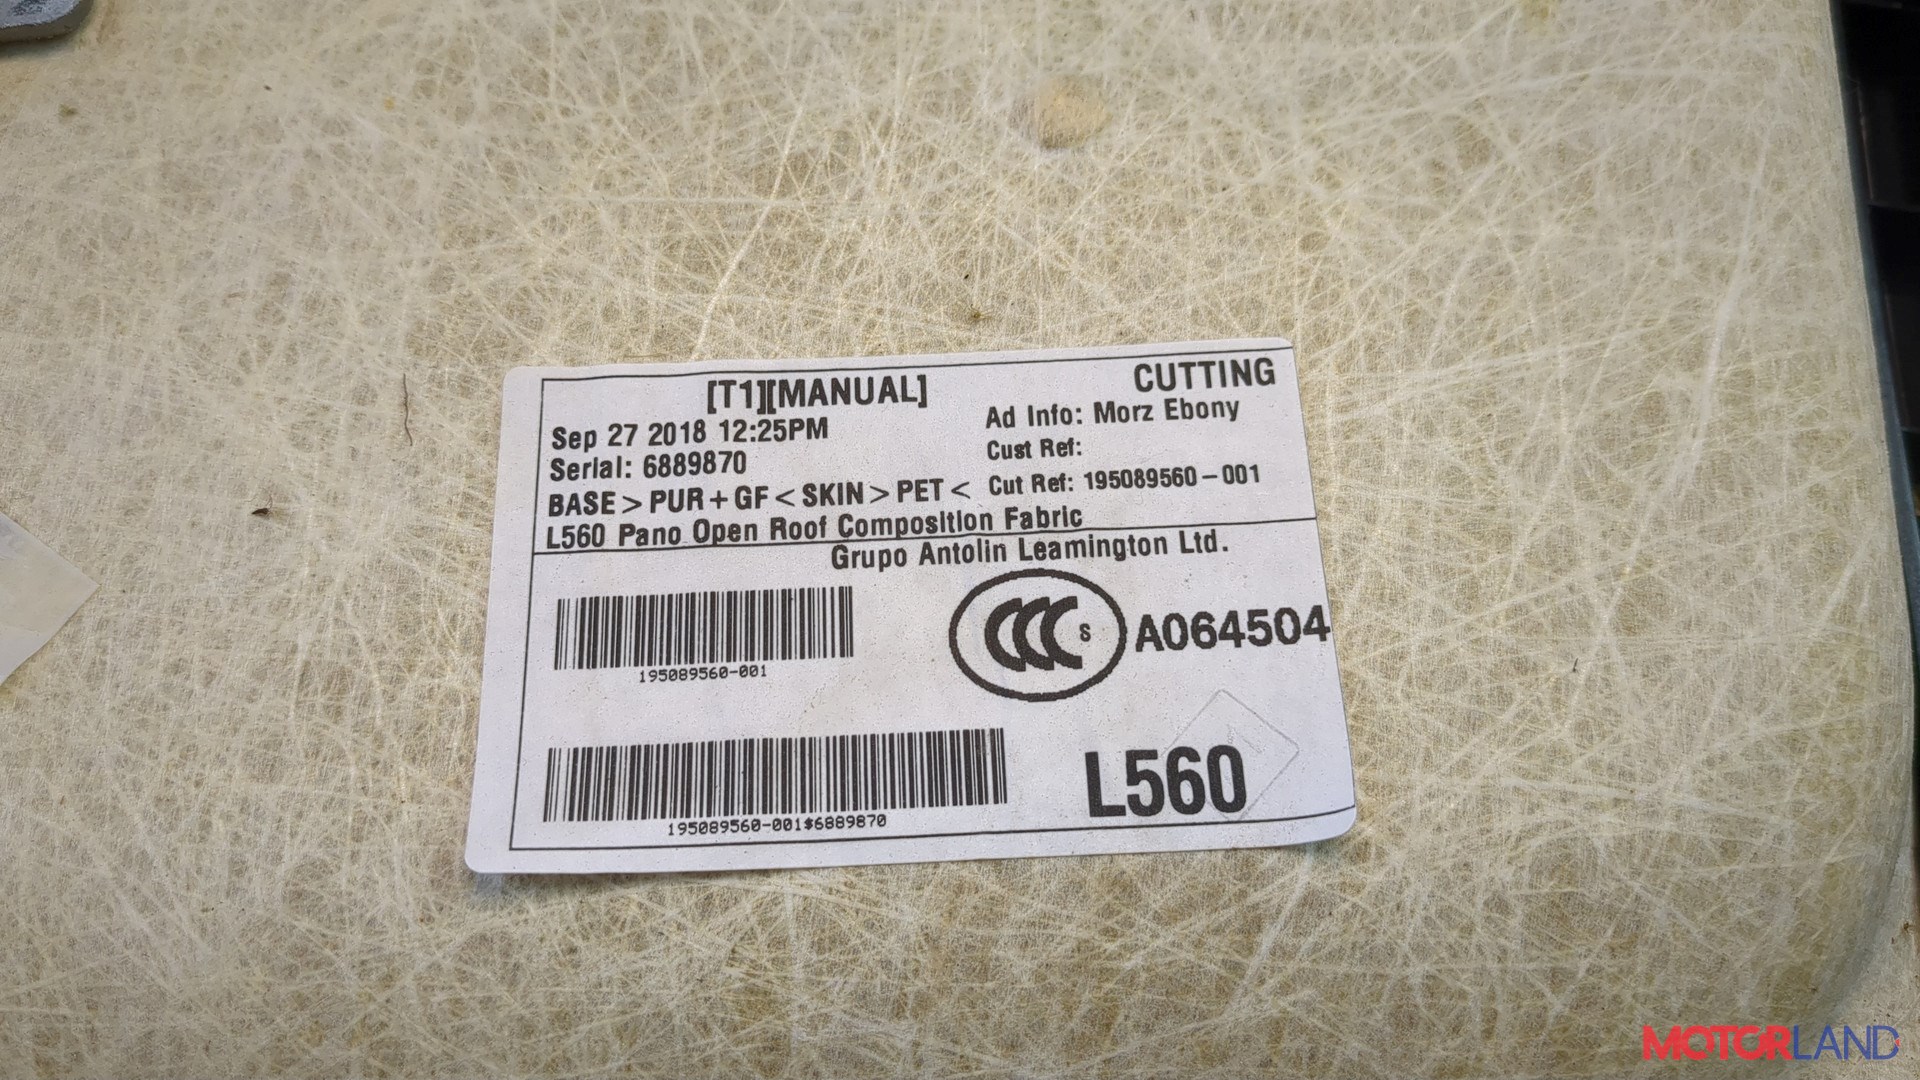 [T1][MANUAL]
CUTTING
Sep 27 2018 12:25PM
Ad Info: Morz Ebony
Serial: 6889870
Cust Ref:
BASE > PUR + GF < SKIN > PET <
Cut Ref: 195089560-001
L560 Pano Open Roof Composition Fabric
Grupo Antolin Leamington Ltd.
CCC S A064504
195089560-001
L560
195089560-001$6889870
MOTORLAND